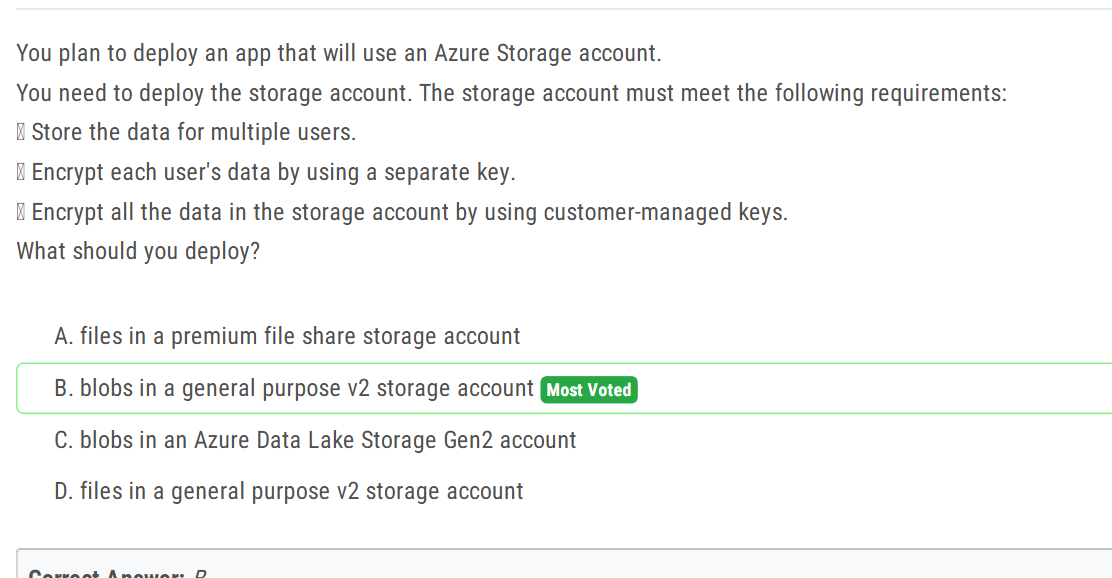 You plan to deploy an app that will use an Azure Storage account.
You need to deploy the storage account. The storage account must meet the following requirements:
Store the data for multiple users.
Encrypt each user's data by using a separate key.
Encrypt all the data in the storage account by using customer-managed keys.
What should you deploy?
A. files in a premium file share storage account
B. blobs in a general purpose v2 storage account Most Voted
C. blobs in an Azure Data Lake Storage Gen2 account
D. files in a general purpose v2 storage account
Correct Answer: B